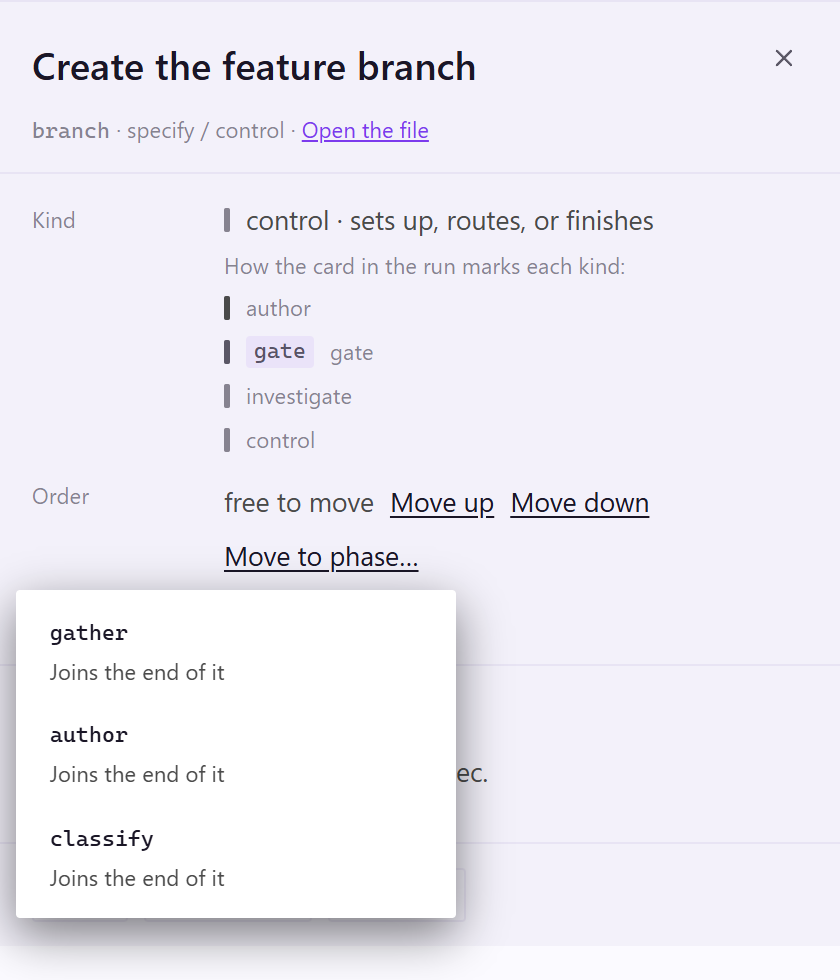 Create the feature branch
branch · specify / control · Open the file
Kind
control · sets up, routes, or finishes
How the card in the run marks each kind:
author
gate gate
investigate
control
Order
free to move Move up Move down
Move to phase...
gather
Joins the end of it
author
Joins the end of it
ec.
classify
Joins the end of it